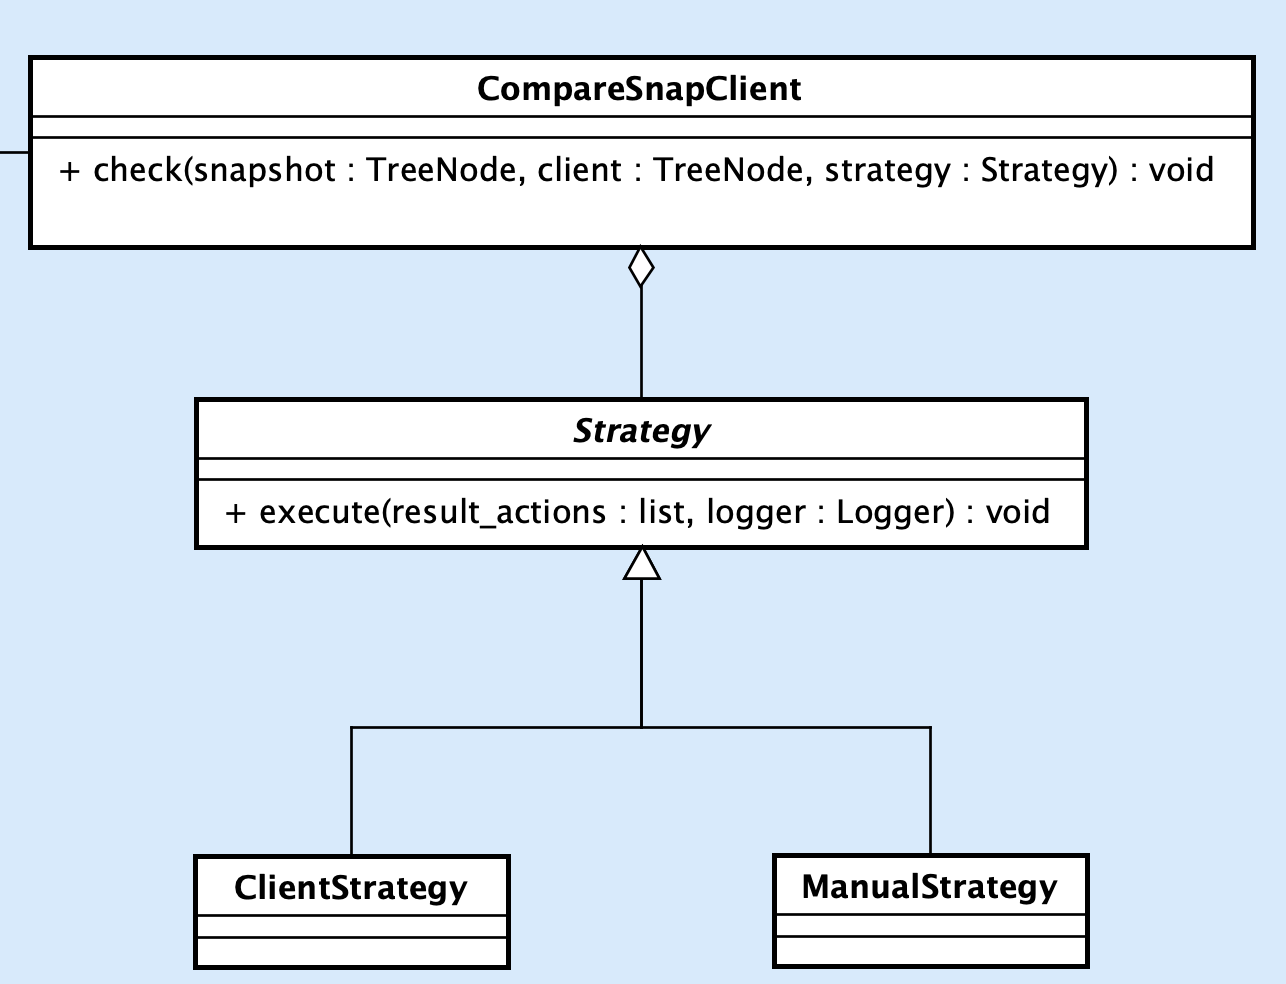 CompareSnapClient
+ check(snapshot : TreeNode, client : TreeNode, strategy : Strategy) : void
Strategy
+ execute(result_actions : list, logger : Logger) : void
ClientStrategy
ManualStrategy